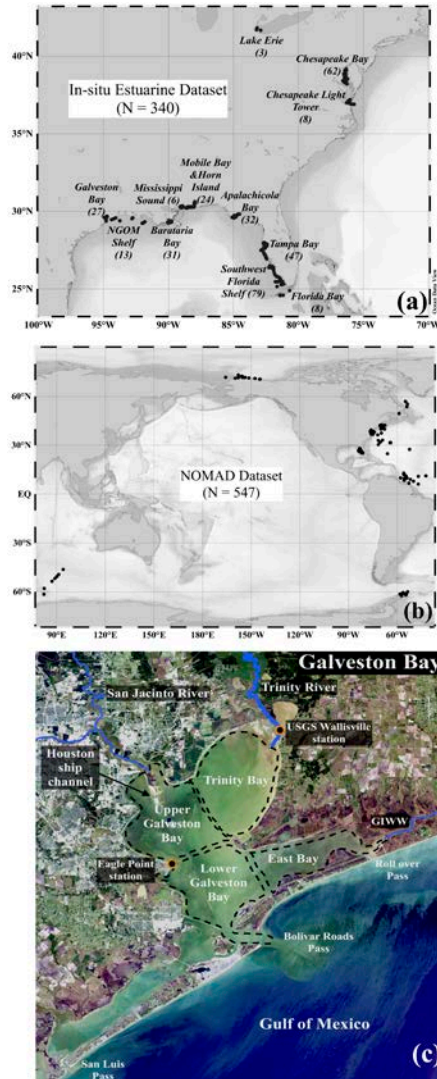 40°N
35°N
30°N
25°N
100°W
95°W
90°W
85°W
80°W
75°W
70°W
In-situ Estuarine Dataset
(N = 340)
Lake Erie
(3)
Chesapeake Bay
(62)
Chesapeake Light
Tower
(8)
Galveston
Bay
(27)
NGOM
Shelf
(13)
Mississippi
Sound (6)
Barataria
Bay
(31)
Mobile Bay
&Horn
Island
(24)
Apalachicola
Bay
(32)
Tampa Bay
(47)
Southwest
Florida
Shelf (79)
Florida Bay
(8)
Ocean Data View
(a)
60°N
30°N
EQ
30°S
60°S
90°E
120°E
150°E
180°E
150°W
120°W
90°W
60°W
NOMAD Dataset
(N = 547)
(b)
Galveston Bay
San Jacinto River
Trinity River
USGS Wallisville
station
Houston
ship
channel
Trinity Bay
Upper
Galveston
Bay
GIWW
Eagle Point
station
Lower
Galveston
Bay
East Bay
Roll over
Pass
Bolivar Roads
Pass
Gulf of Mexico
San Luis
Pass
(c)